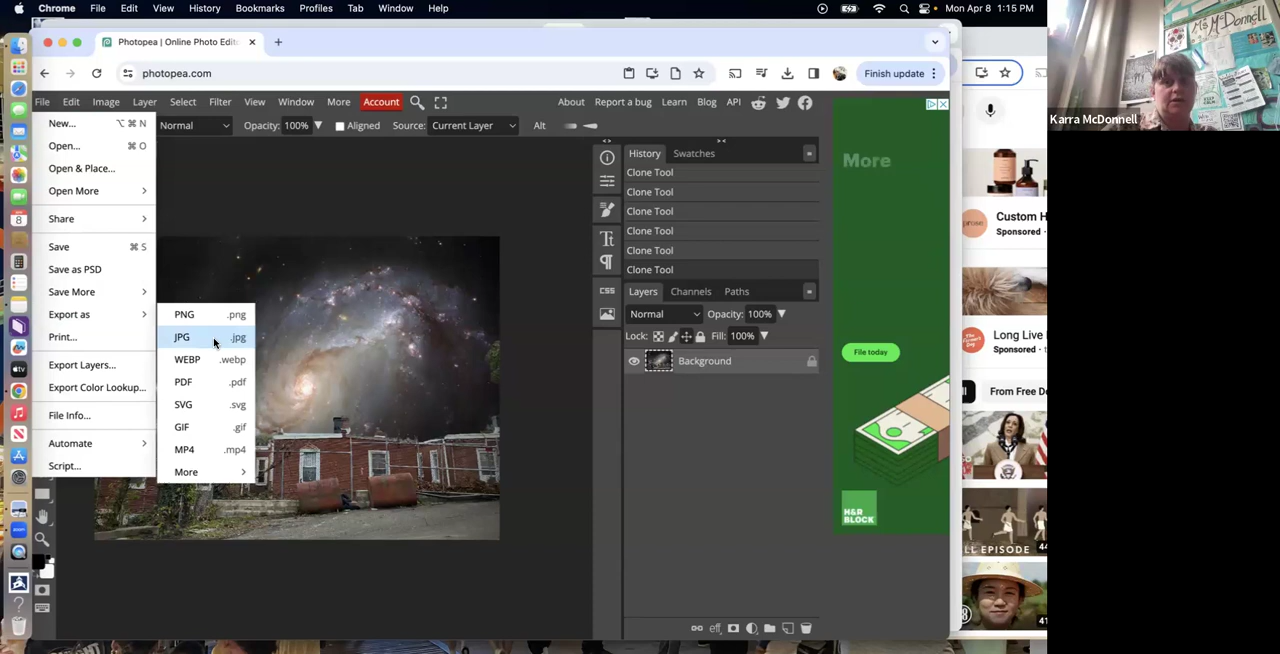 Chrome File Edit View History Bookmarks Profiles Tab Window Help Mon Apr 8 1:15 PM
Photopea | Online Photo Edit
photopea.com
Finish update
File Edit Image Layer Select Filter View Window More Account About Report a bug Learn Blog API
Normal Opacity: 100% Aligned Source: Current Layer Alt
New... ⌥ ⌘ N
Open... ⌘ O
Open & Place...
Open More
Share
Save ⌘ S
Save as PSD
Save More
Export as
Print...
Export Layers...
Export Color Lookup...
File Info...
Automate
Script...
PNG .png
JPG .jpg
WEBP .webp
PDF .pdf
SVG .svg
GIF .gif
MP4 .mp4
More
History Swatches
Clone Tool
Clone Tool
Clone Tool
Clone Tool
Clone Tool
Clone Tool
Layers Channels Paths
Normal Opacity: 100%
Lock: Fill: 100%
Background
CSS
eff
More
File today
H&R
BLOCK
Custom H
Sponsored
Long Live
Sponsored
From Free D
LL EPISODE
Ms McDonnell
Karra McDonnell